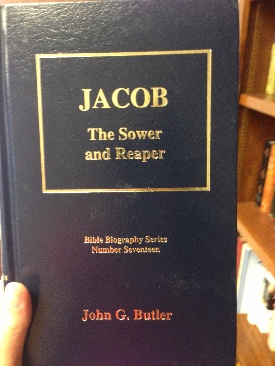 JACOB
The Sower
and Reaper
Bible Biography Series
Number Seventeen
John G. Butler